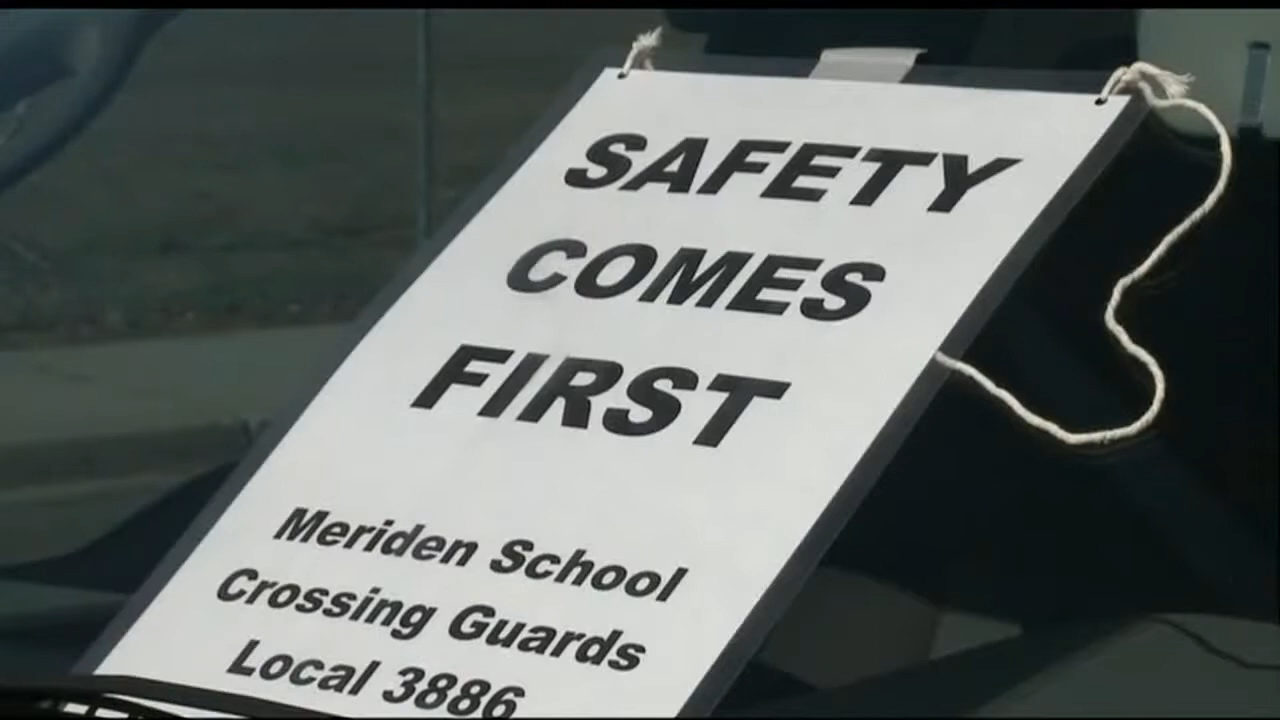 SAFETY
COMES
FIRST
Meriden School
Crossing Guards
Local 3886